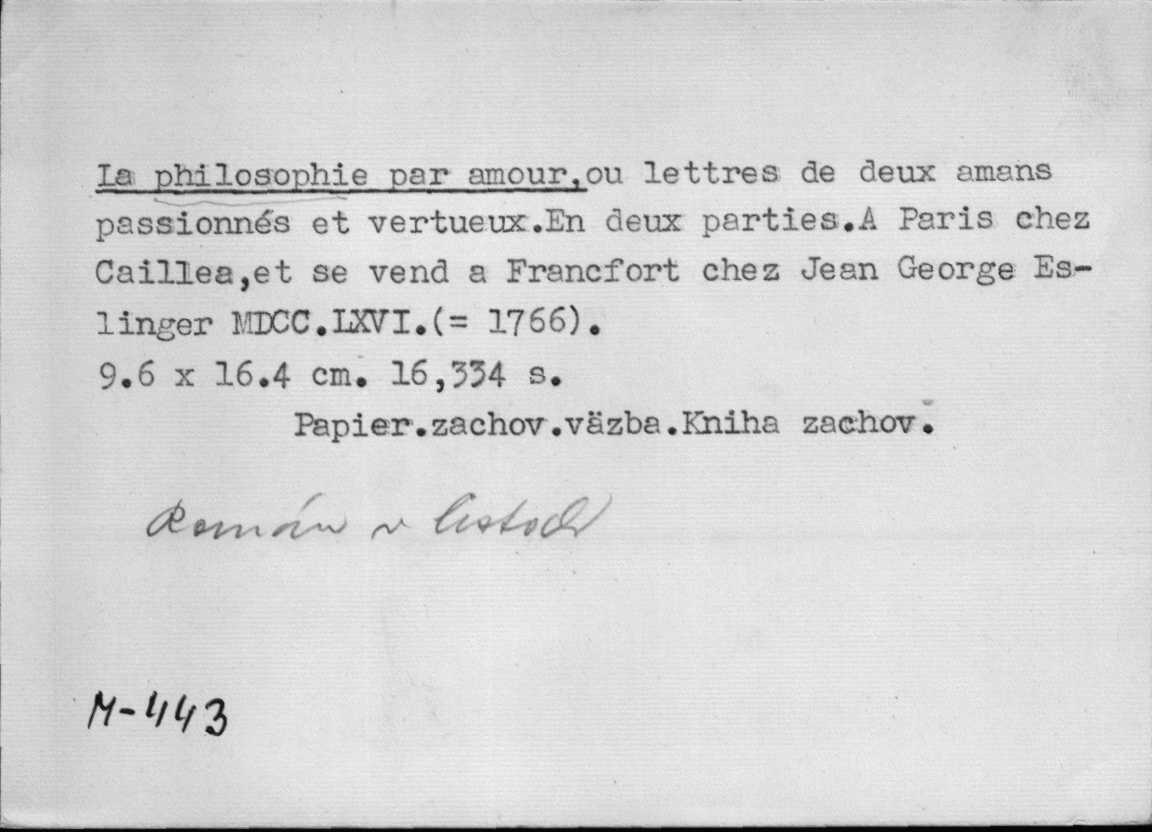 La philosophie par amour,ou lettres de deux amans
passionnés et vertueux.En deux parties.A Paris chez
Caillea,et se vend a Francfort chez Jean George Es-
linger MDCC.LXVI.(= 1766).
9.6 x 16.4 cm. 16,334 s.
Papier.zachov.väzba.Kniha zachov.
Román v listoch
M-443